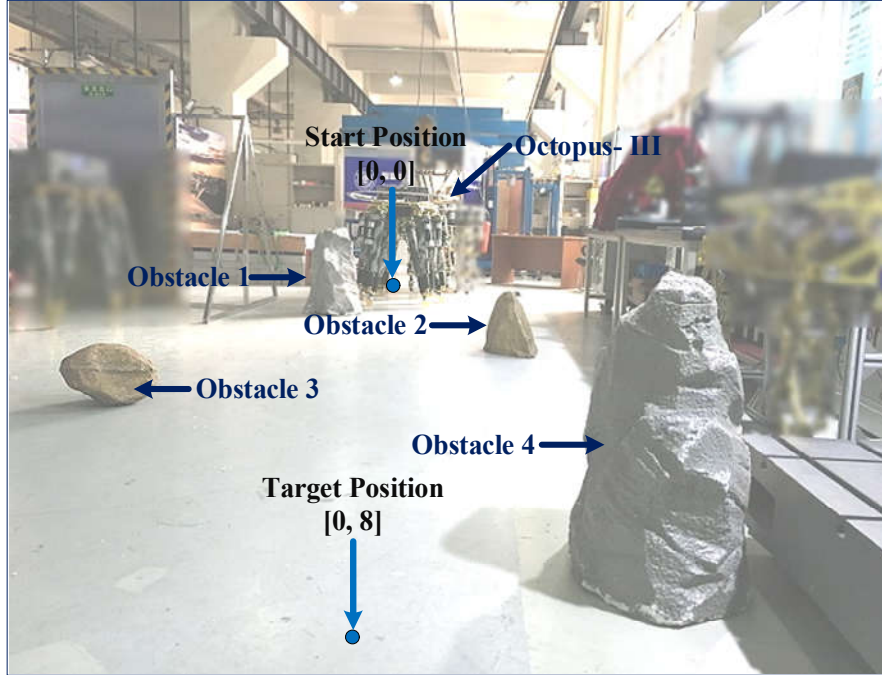 Start Position
[0, 0]
Octopus- III
Obstacle 1
Obstacle 2
Obstacle 3
Obstacle 4
Target Position
[0, 8]